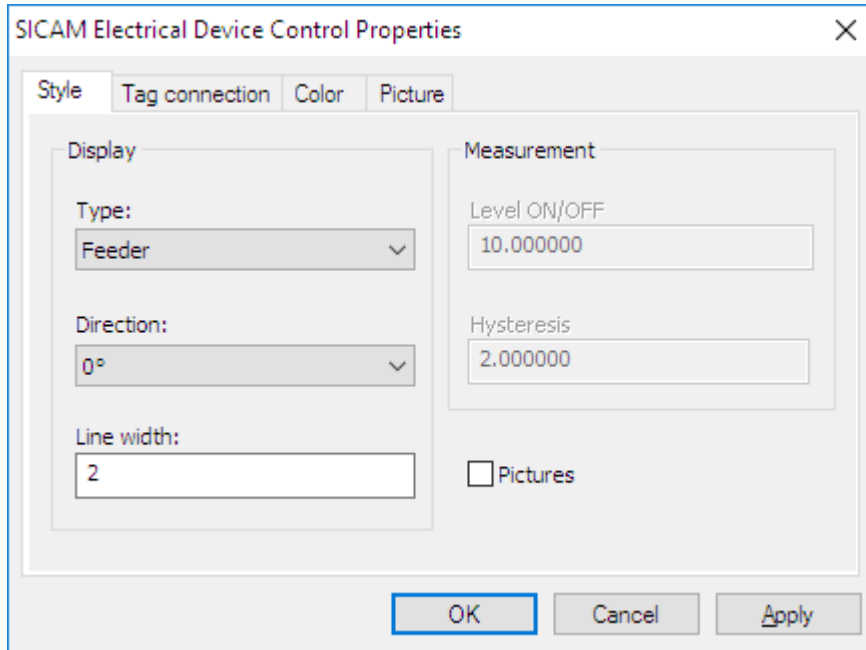 SICAM Electrical Device Control Properties
Style Tag connection Color Picture
Display
Type:
Feeder
Direction:
0°
Line width:
2
Measurement
Level ON/OFF
10.000000
Hysteresis
2.000000
Pictures
OK Cancel Apply